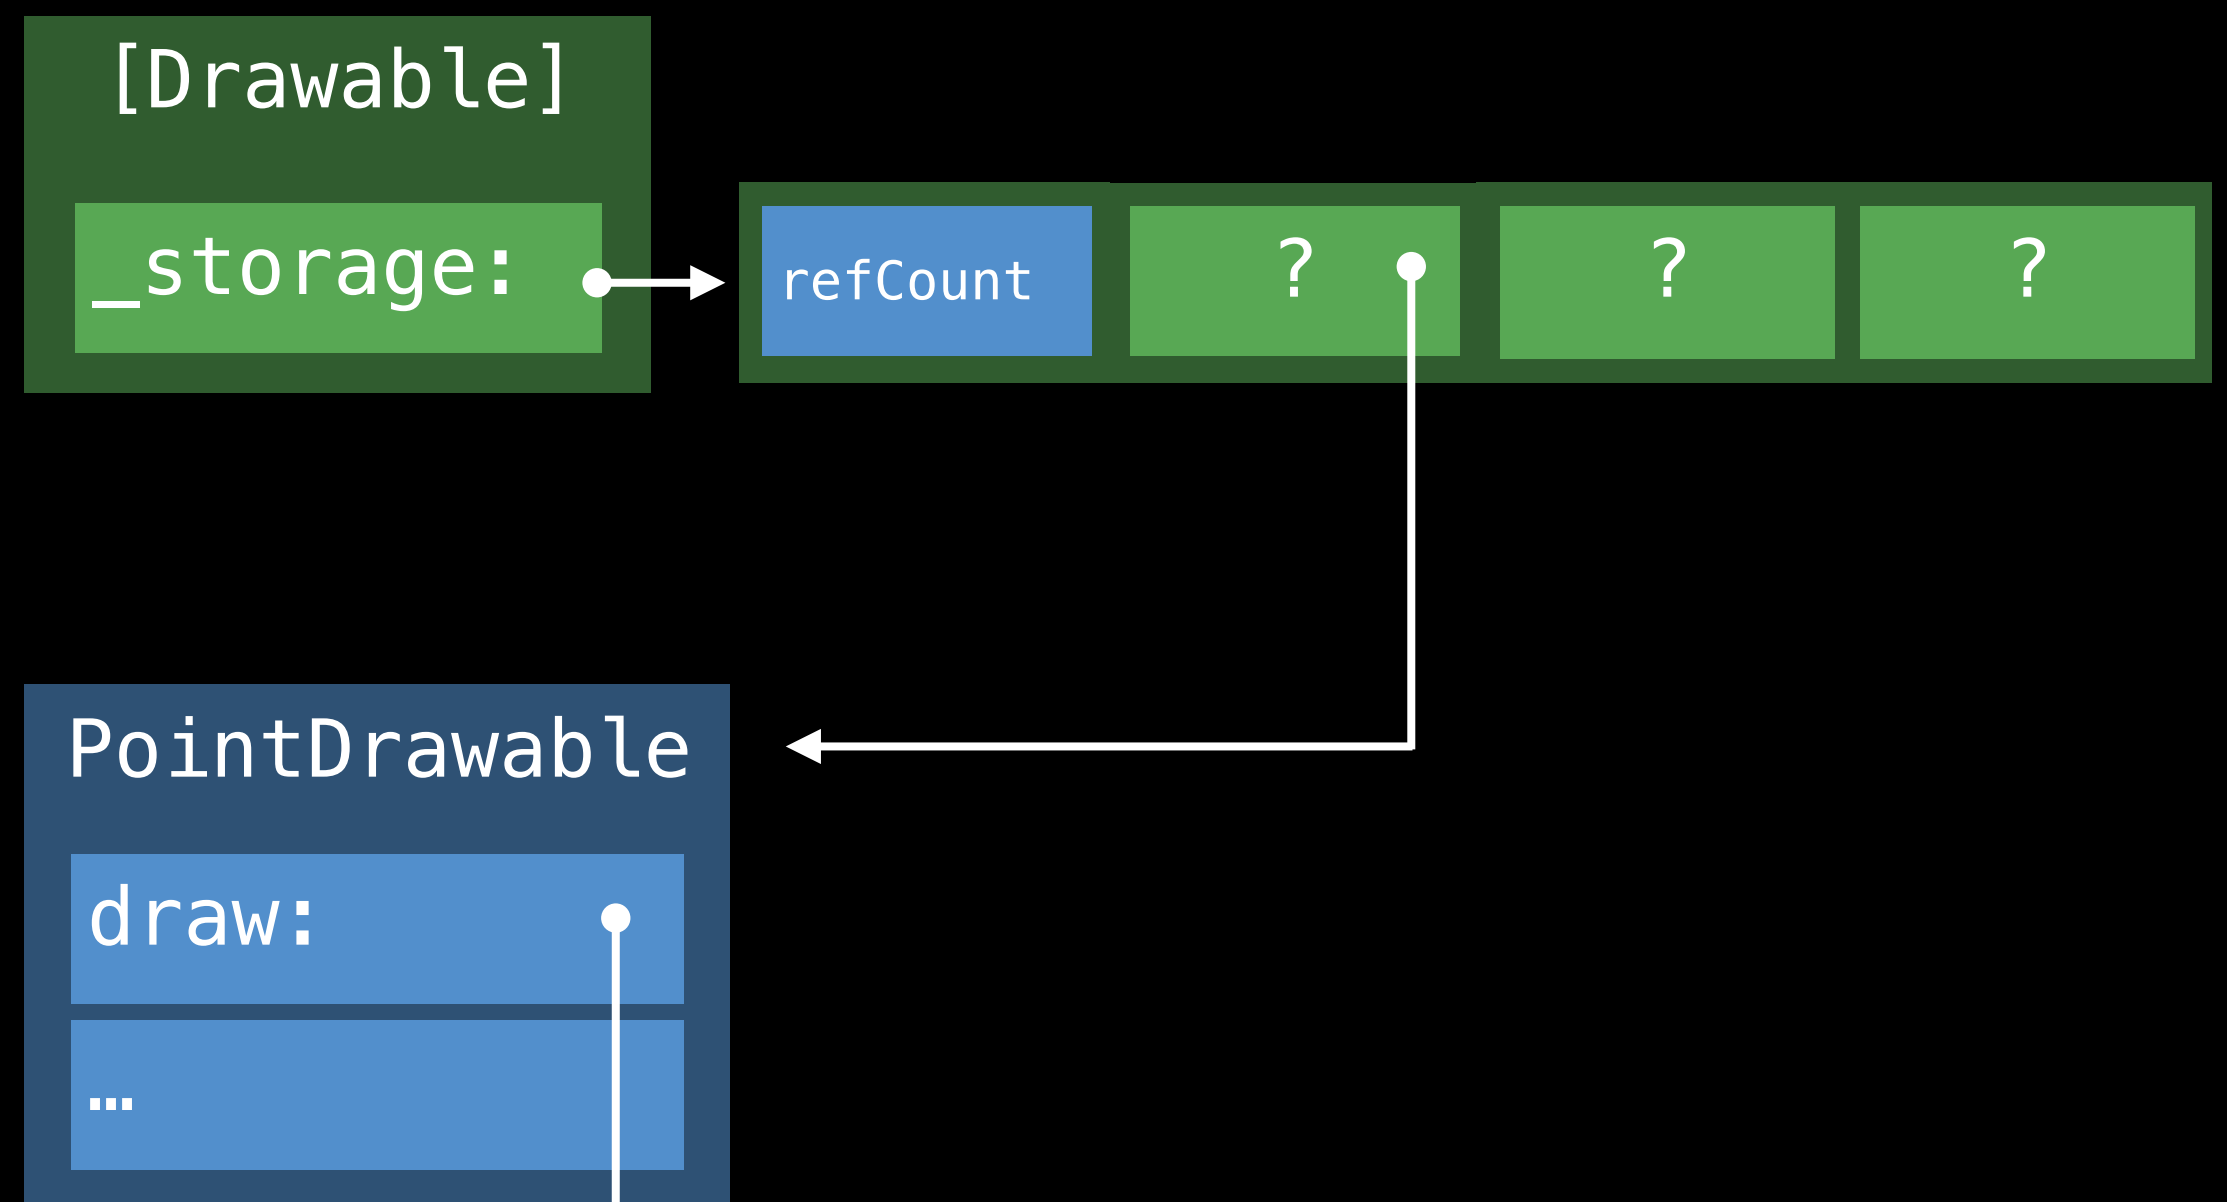 [Drawable]
_storage:
refCount
?
?
?
PointDrawable
draw:
…